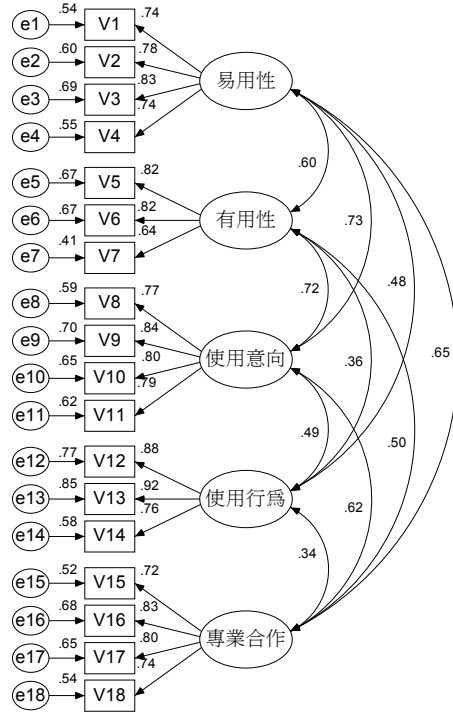 .54 .74
e1 V1
.60 .78
e2 V2
.69 .83
e3 V3 易用性
.55 .74
e4 V4
.60
.67 .82
e5 V5
.67 .82
e6 V6 有用性
.73
.41 .64
e7 V7
.72 .48
.59 .77
e8 V8
.70 .84
e9 V9
.65 .80
e10 V10 使用意向 .36 .65
.62 .79
e11 V11
.49 .50
.77 .88
e12 V12
.85 .92
e13 V13 使用行為
.58 .76
e14 V14 .62
.34
.52 .72
e15 V15
.68 .83
e16 V16
.65 .80
e17 V17 專業合作
.54 .74
e18 V18